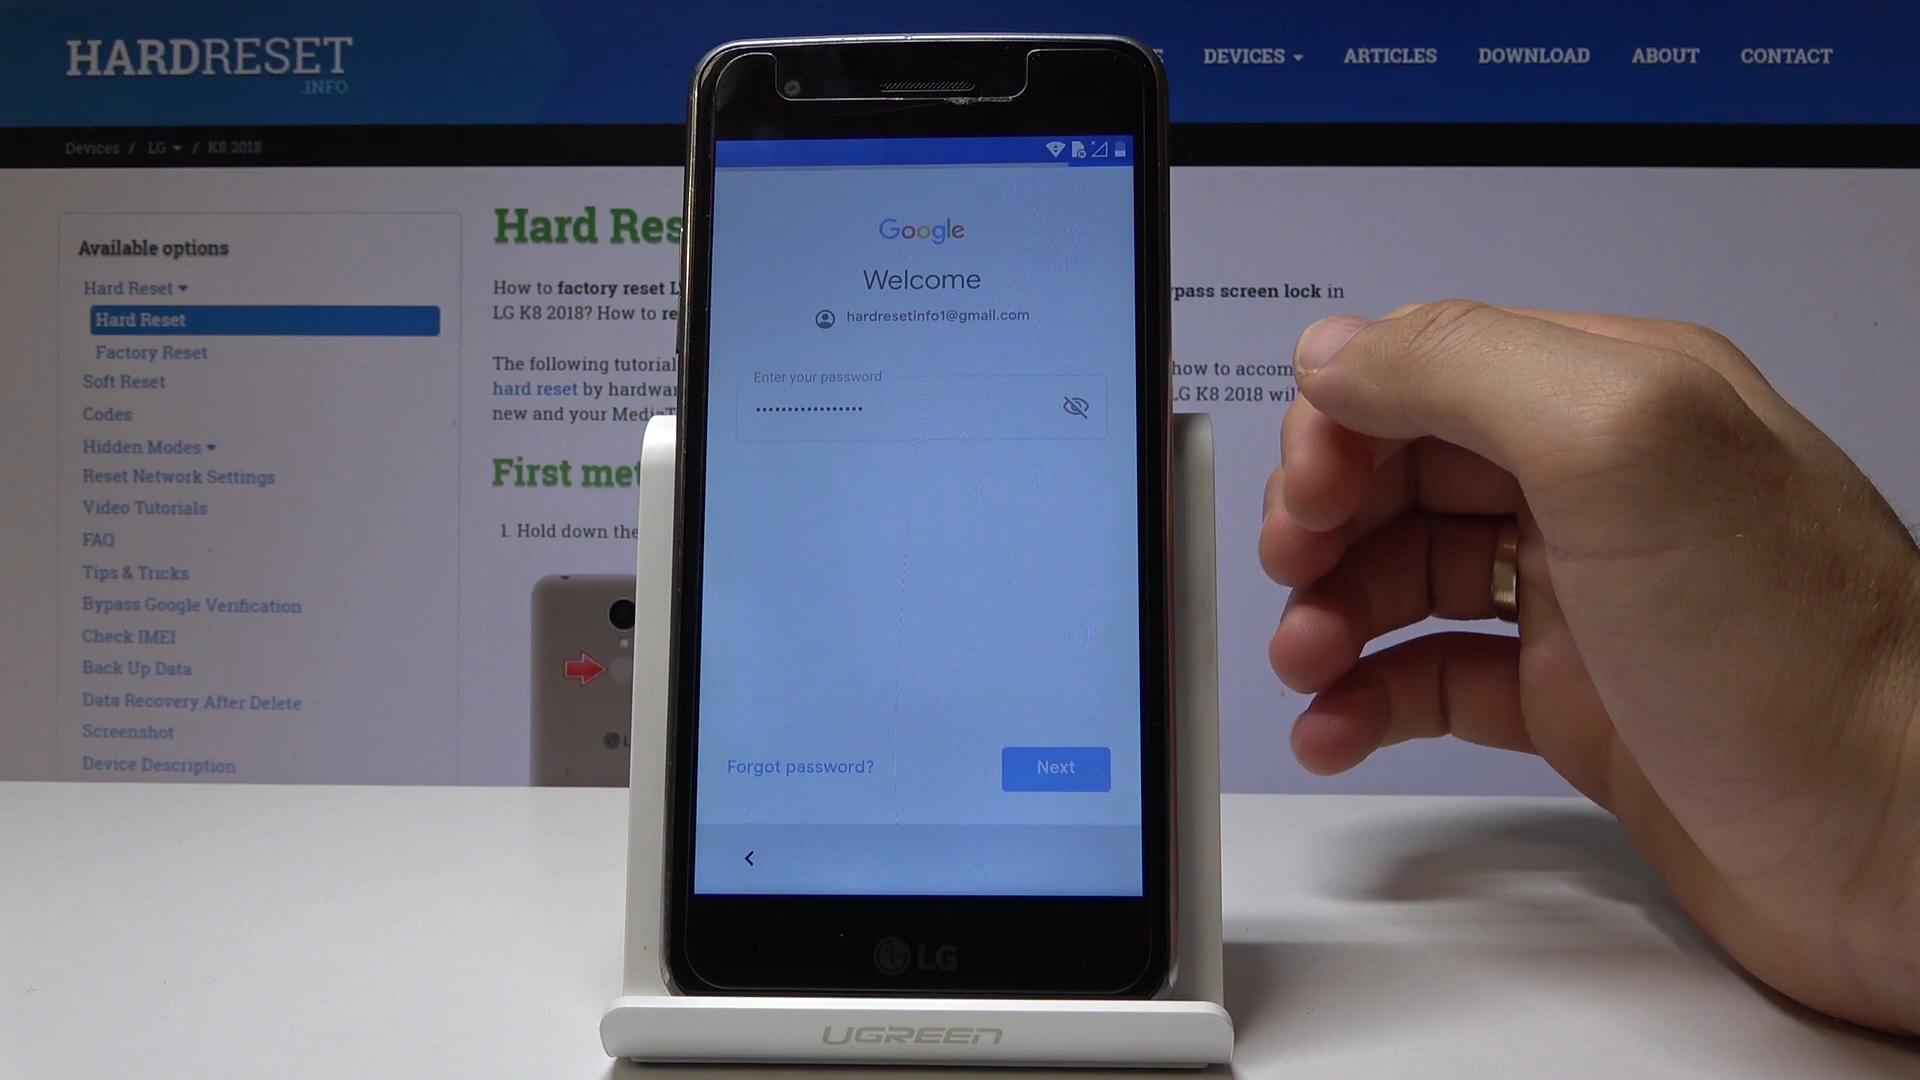 HARDRESET
.INFO
DEVICES
ARTICLES
DOWNLOAD
ABOUT
CONTACT
Devices / LG / K8 2018
Available options
Hard Reset
Hard Reset
Factory Reset
Soft Reset
Codes
Hidden Modes
Reset Network Settings
Video Tutorials
FAQ
Tips & Tricks
Bypass Google Verification
Check IMEI
Back Up Data
Data Recovery After Delete
Screenshot
Device Description
Hard Res
How to factory reset L
pass screen lock in
LG K8 2018? How to re
The following tutorial
how to accom
hard reset by hardwa
LG K8 2018 wil
new and your MediaT
First met
1. Hold down the
Google
Welcome
hardresetinfo1@gmail.com
Enter your password
••••••••••••••••••
Forgot password?
Next
LG
UGREEN